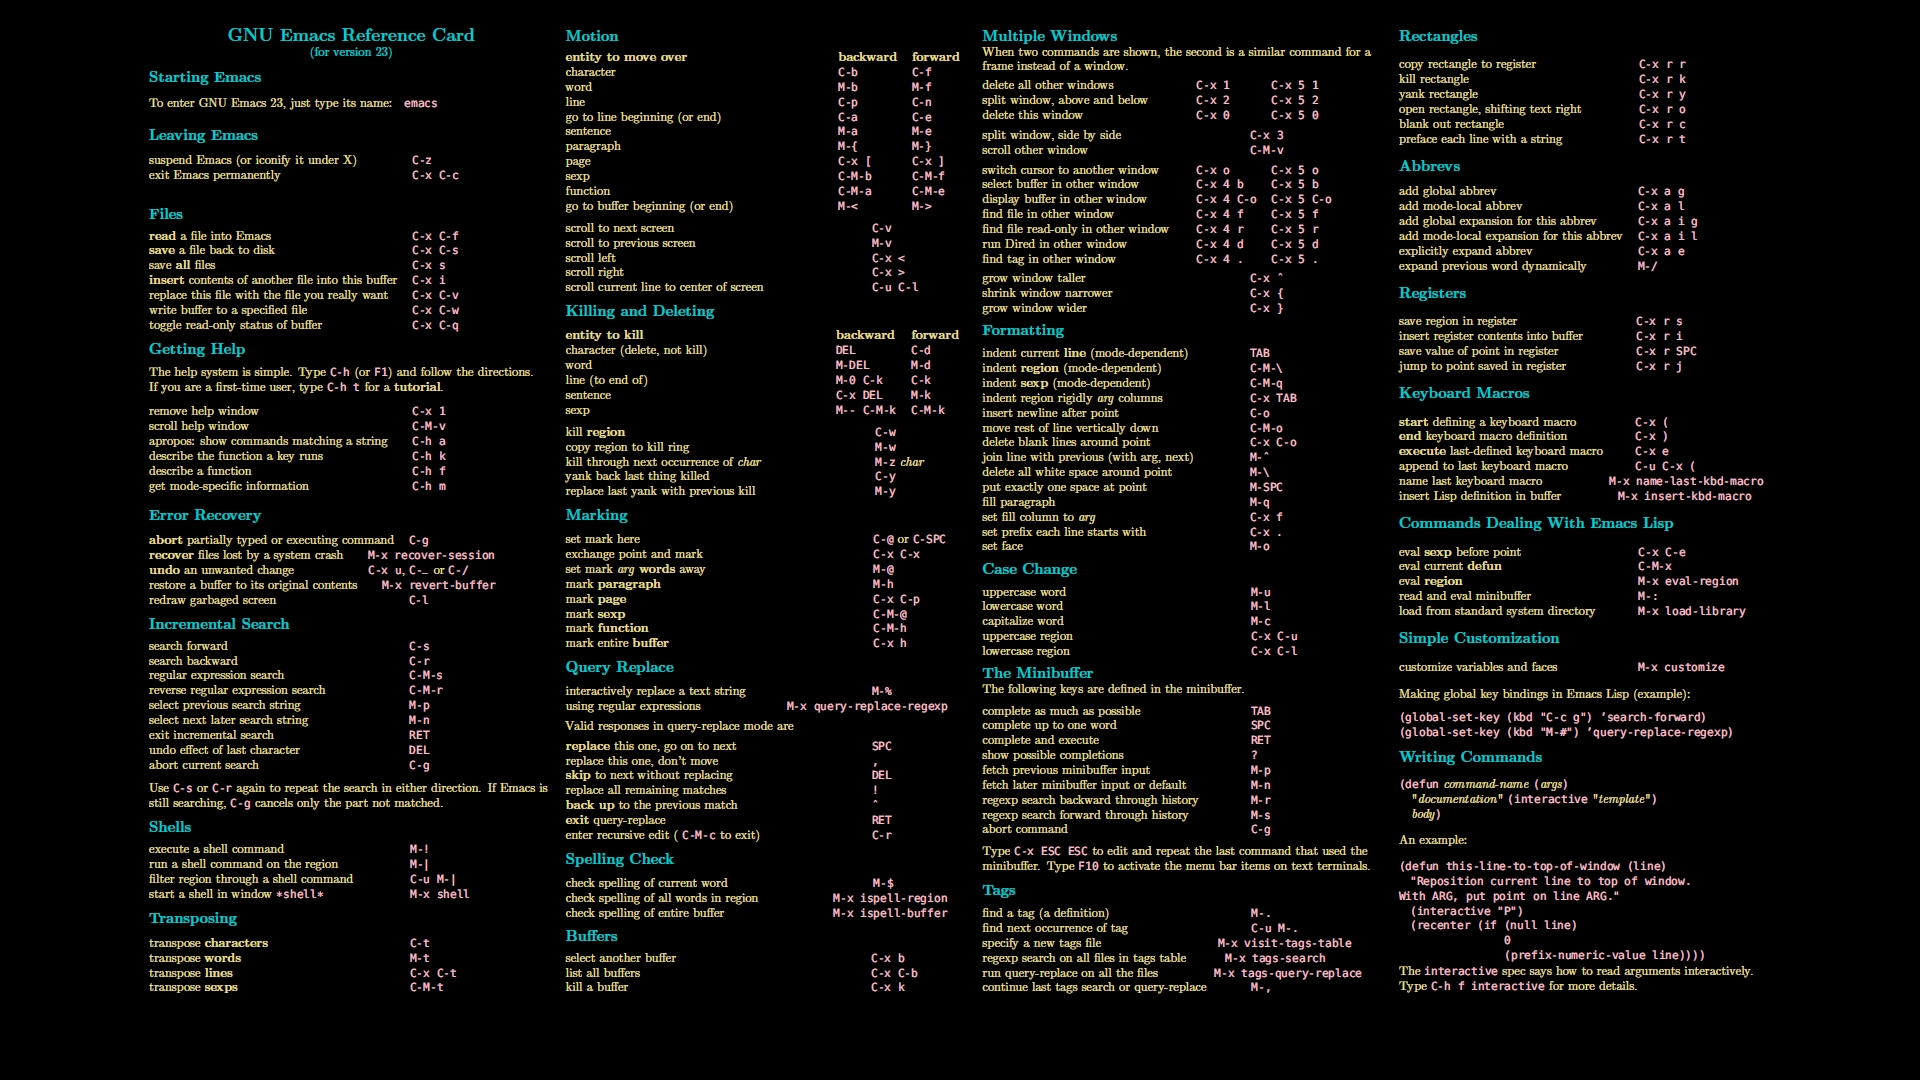 GNU Emacs Reference Card
(for version 23)
Starting Emacs
To enter GNU Emacs 23, just type its name: emacs
Leaving Emacs
suspend Emacs (or iconify it under X) C-z
exit Emacs permanently C-x C-c
Files
read a file into Emacs C-x C-f
save a file back to disk C-x C-s
save all files C-x s
insert contents of another file into this buffer C-x i
replace this file with the file you really want C-x C-v
write buffer to a specified file C-x C-w
toggle read-only status of buffer C-x C-q
Getting Help
The help system is simple. Type C-h (or F1) and follow the directions.
If you are a first-time user, type C-h t for a tutorial.
remove help window C-x 1
scroll help window C-M-v
apropos: show commands matching a string C-h a
describe the function a key runs C-h k
describe a function C-h f
get mode-specific information C-h m
Error Recovery
abort partially typed or executing command C-g
recover files lost by a system crash M-x recover-session
undo an unwanted change C-x u, C-_ or C-/
restore a buffer to its original contents M-x revert-buffer
redraw garbaged screen C-l
Incremental Search
search forward C-s
search backward C-r
regular expression search C-M-s
reverse regular expression search C-M-r
select previous search string M-p
select next later search string M-n
exit incremental search RET
undo effect of last character DEL
abort current search C-g
Use C-s or C-r again to repeat the search in either direction. If Emacs is
still searching, C-g cancels only the part not matched.
Shells
execute a shell command M-!
run a shell command on the region M-|
filter region through a shell command C-u M-|
start a shell in window *shell* M-x shell
Transposing
transpose characters C-t
transpose words M-t
transpose lines C-x C-t
transpose sexps C-M-t
Motion
entity to move over backward forward
character C-b C-f
word M-b M-f
line C-p C-n
go to line beginning (or end) C-a C-e
sentence M-a M-e
paragraph M-{ M-}
page C-x [ C-x ]
sexp C-M-b C-M-f
function C-M-a C-M-e
go to buffer beginning (or end) M-< M->
scroll to next screen C-v
scroll to previous screen M-v
scroll left C-x <
scroll right C-x >
scroll current line to center of screen C-u C-l
Killing and Deleting
entity to kill backward forward
character (delete, not kill) DEL C-d
word M-DEL M-d
line (to end of) M-0 C-k C-k
sentence C-x DEL M-k
sexp M-- C-M-k C-M-k
kill region C-w
copy region to kill ring M-w
kill through next occurrence of char M-z char
yank back last thing killed C-y
replace last yank with previous kill M-y
Marking
set mark here C-@ or C-SPC
exchange point and mark C-x C-x
set mark arg words away M-@
mark paragraph M-h
mark page C-x C-p
mark sexp C-M-@
mark function C-M-h
mark entire buffer C-x h
Query Replace
interactively replace a text string M-%
using regular expressions M-x query-replace-regexp
Valid responses in query-replace mode are
replace this one, go on to next SPC
replace this one, don't move ,
skip to next without replacing DEL
replace all remaining matches !
back up to the previous match ^
exit query-replace RET
enter recursive edit ( C-M-c to exit) C-r
Spelling Check
check spelling of current word M-$
check spelling of all words in region M-x ispell-region
check spelling of entire buffer M-x ispell-buffer
Buffers
select another buffer C-x b
list all buffers C-x C-b
kill a buffer C-x k
Multiple Windows
When two commands are shown, the second is a similar command for a
frame instead of a window.
delete all other windows C-x 1 C-x 5 1
split window, above and below C-x 2 C-x 5 2
delete this window C-x 0 C-x 5 0
split window, side by side C-x 3
scroll other window C-M-v
switch cursor to another window C-x o C-x 5 o
select buffer in other window C-x 4 b C-x 5 b
display buffer in other window C-x 4 C-o C-x 5 C-o
find file in other window C-x 4 f C-x 5 f
find file read-only in other window C-x 4 r C-x 5 r
run Dired in other window C-x 4 d C-x 5 d
find tag in other window C-x 4 . C-x 5 .
grow window taller C-x ^
shrink window narrower C-x {
grow window wider C-x }
Formatting
indent current line (mode-dependent) TAB
indent region (mode-dependent) C-M-\
indent sexp (mode-dependent) C-M-q
indent region rigidly arg columns C-x TAB
insert newline after point C-o
move rest of line vertically down C-M-o
delete blank lines around point C-x C-o
join line with previous (with arg, next) M-^
delete all white space around point M-\
put exactly one space at point M-SPC
fill paragraph M-q
set fill column to arg C-x f
set prefix each line starts with C-x .
set face M-o
Case Change
uppercase word M-u
lowercase word M-l
capitalize word M-c
uppercase region C-x C-u
lowercase region C-x C-l
The Minibuffer
The following keys are defined in the minibuffer.
complete as much as possible TAB
complete up to one word SPC
complete and execute RET
show possible completions ?
fetch previous minibuffer input M-p
fetch later minibuffer input or default M-n
regexp search backward through history M-r
regexp search forward through history M-s
abort command C-g
Type C-x ESC ESC to edit and repeat the last command that used the
minibuffer. Type F10 to activate the menu bar items on text terminals.
Tags
find a tag (a definition) M-.
find next occurrence of tag C-u M-.
specify a new tags file M-x visit-tags-table
regexp search on all files in tags table M-x tags-search
run query-replace on all the files M-x tags-query-replace
continue last tags search or query-replace M-,
Rectangles
copy rectangle to register C-x r r
kill rectangle C-x r k
yank rectangle C-x r y
open rectangle, shifting text right C-x r o
blank out rectangle C-x r c
preface each line with a string C-x r t
Abbrevs
add global abbrev C-x a g
add mode-local abbrev C-x a l
add global expansion for this abbrev C-x a i g
add mode-local expansion for this abbrev C-x a i l
explicitly expand abbrev C-x a e
expand previous word dynamically M-/
Registers
save region in register C-x r s
insert register contents into buffer C-x r i
save value of point in register C-x r SPC
jump to point saved in register C-x r j
Keyboard Macros
start defining a keyboard macro C-x (
end keyboard macro definition C-x )
execute last-defined keyboard macro C-x e
append to last keyboard macro C-u C-x (
name last keyboard macro M-x name-last-kbd-macro
insert Lisp definition in buffer M-x insert-kbd-macro
Commands Dealing With Emacs Lisp
eval sexp before point C-x C-e
eval current defun C-M-x
eval region M-x eval-region
read and eval minibuffer M-:
load from standard system directory M-x load-library
Simple Customization
customize variables and faces M-x customize
Making global key bindings in Emacs Lisp (example):
(global-set-key (kbd "C-c g") 'search-forward)
(global-set-key (kbd "M-#") 'query-replace-regexp)
Writing Commands
(defun command-name (args)
"documentation" (interactive "template")
body)
An example:
(defun this-line-to-top-of-window (line)
"Reposition current line to top of window.
With ARG, put point on line ARG."
(interactive "P")
(recenter (if (null line)
0
(prefix-numeric-value line))))
The interactive spec says how to read arguments interactively.
Type C-h f interactive for more details.